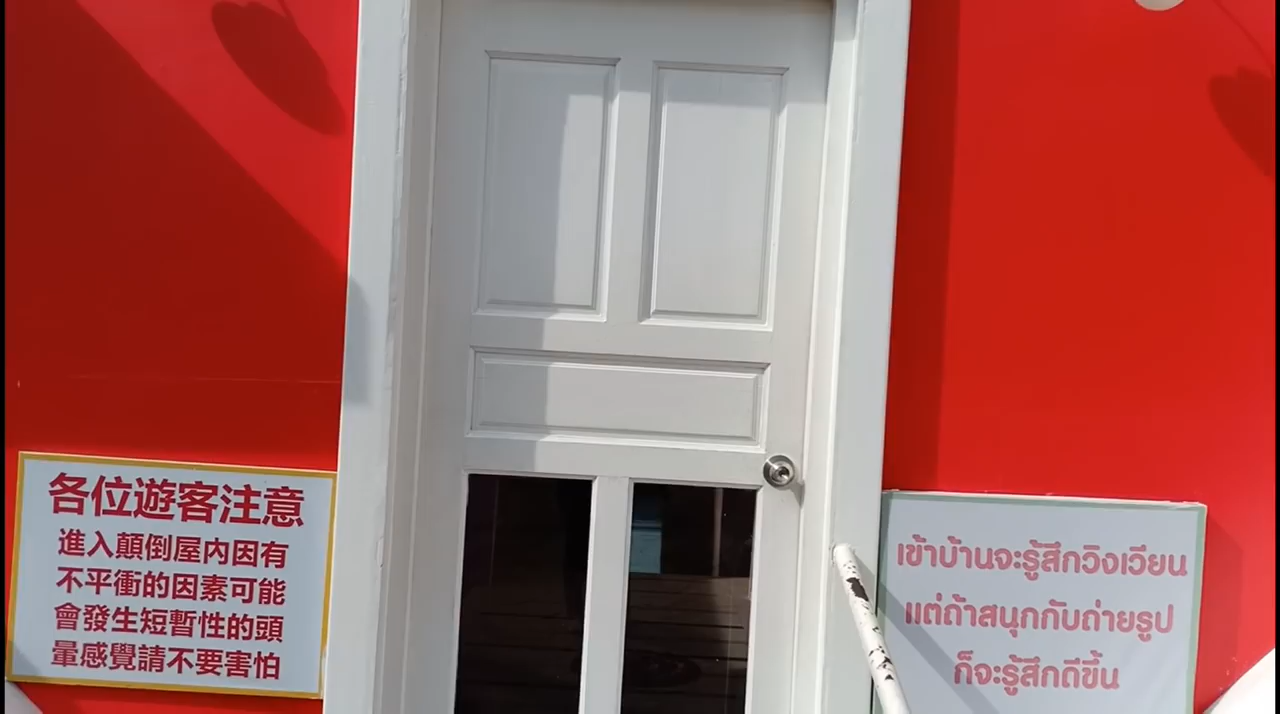 各位遊客注意
進入顛倒屋內因有
不平衝的因素可能
會發生短暫性的頭
暈感覺請不要害怕
เข้าบ้านจะรู้สึกวิงเวียน
แต่ถ้าสนุกกับถ่ายรูป
ก็จะรู้สึกดีขึ้น